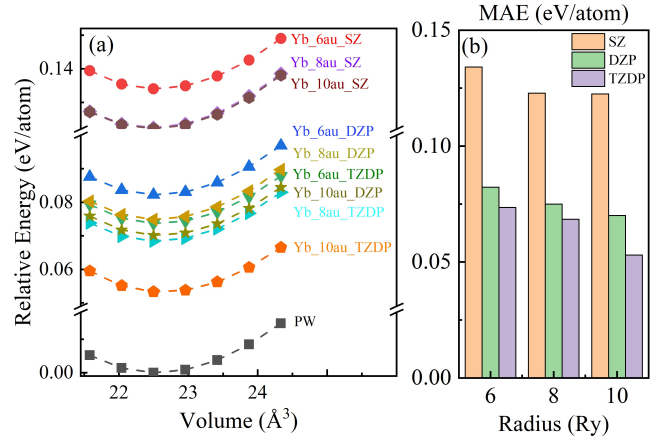 (a)
Yb_6au_SZ
Yb_8au_SZ
Yb_10au_SZ
Yb_6au_DZP
Yb_8au_DZP
Yb_6au_TZDP
Yb_10au_DZP
Yb_8au_TZDP
Yb_10au_TZDP
PW
0.14
0.08
0.06
0.00
22
23
24
Relative Energy (eV/atom)
Volume (Å³)
MAE (eV/atom)
(b)
SZ
DZP
TZDP
0.15
0.10
0.05
0.00
6
8
10
Radius (Ry)